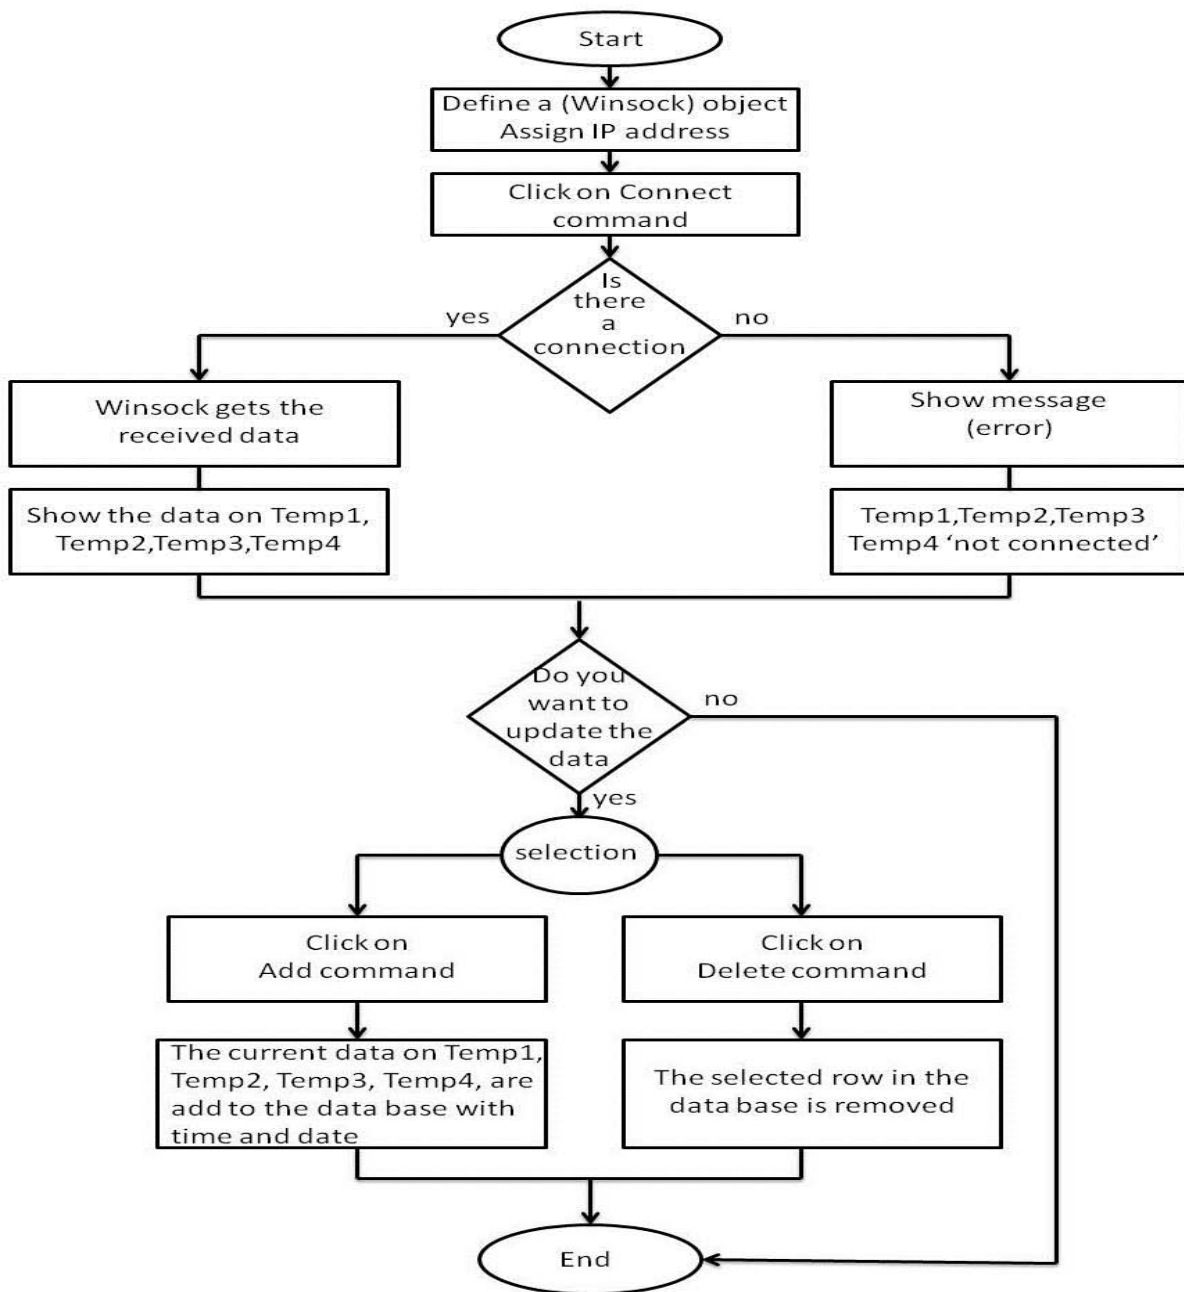 Start
Define a (Winsock) object
Assign IP address
Click on Connect
command
Is
there
a
connection
yes
no
Winsock gets the
received data
Show message
(error)
Show the data on Temp1,
Temp2,Temp3,Temp4
Temp1,Temp2,Temp3
Temp4 ‘not connected’
Do you
want to
update the
data
no
yes
selection
Click on
Add command
Click on
Delete command
The current data on Temp1,
Temp2, Temp3, Temp4, are
add to the data base with
time and date
The selected row in the
data base is removed
End